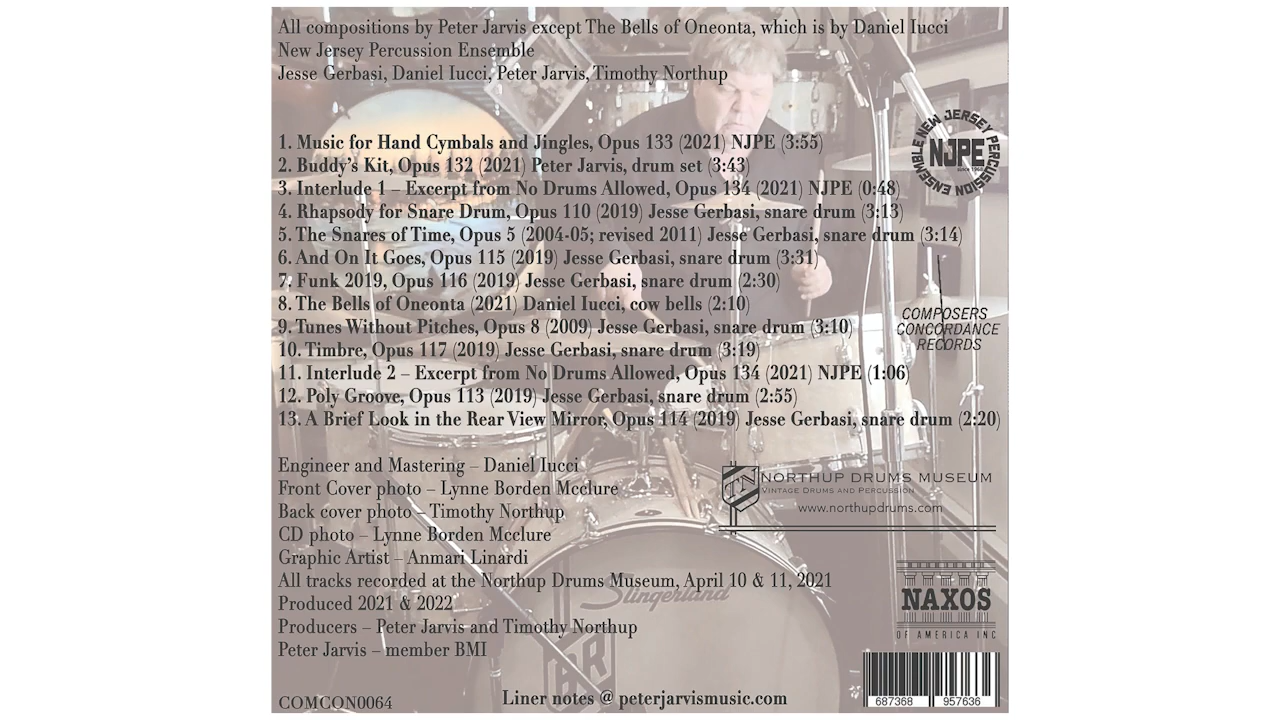 All compositions by Peter Jarvis except The Bells of Oneonta, which is by Daniel Iucci
New Jersey Percussion Ensemble
Jesse Gerbasi, Daniel Iucci, Peter Jarvis, Timothy Northup
NEW JERSEY PERCUSSION ENSEMBLE
NJPE
since 1968
1. Music for Hand Cymbals and Jingles, Opus 133 (2021) NJPE (3:55)
2. Buddy's Kit, Opus 132 (2021) Peter Jarvis, drum set (3:43)
3. Interlude 1 – Excerpt from No Drums Allowed, Opus 134 (2021) NJPE (0:48)
4. Rhapsody for Snare Drum, Opus 110 (2019) Jesse Gerbasi, snare drum (3:13)
5. The Snares of Time, Opus 5 (2004-05; revised 2011) Jesse Gerbasi, snare drum (3:14)
6. And On It Goes, Opus 115 (2019) Jesse Gerbasi, snare drum (3:31)
7. Funk 2019, Opus 116 (2019) Jesse Gerbasi, snare drum (2:30)
8. The Bells of Oneonta (2021) Daniel Iucci, cow bells (2:10)
9. Tunes Without Pitches, Opus 8 (2009) Jesse Gerbasi, snare drum (3:10)
10. Timbre, Opus 117 (2019) Jesse Gerbasi, snare drum (3:19)
11. Interlude 2 – Excerpt from No Drums Allowed, Opus 134 (2021) NJPE (1:06)
12. Poly Groove, Opus 113 (2019) Jesse Gerbasi, snare drum (2:55)
13. A Brief Look in the Rear View Mirror, Opus 114 (2019) Jesse Gerbasi, snare drum (2:20)
COMPOSERS
CONCORDANCE
RECORDS
Engineer and Mastering – Daniel Iucci
Front Cover photo – Lynne Borden Mcclure
Back cover photo – Timothy Northup
CD photo – Lynne Borden Mcclure
Graphic Artist – Anmari Linardi
All tracks recorded at the Northup Drums Museum, April 10 & 11, 2021
Produced 2021 & 2022
Producers – Peter Jarvis and Timothy Northup
Peter Jarvis – member BMI
NORTHUP DRUMS MUSEUM
VINTAGE DRUMS AND PERCUSSION
www.northupdrums.com
Slingerland
BR
NAXOS
OF AMERICA INC
COMCON0064
Liner notes @ peterjarvismusic.com
687368 957636